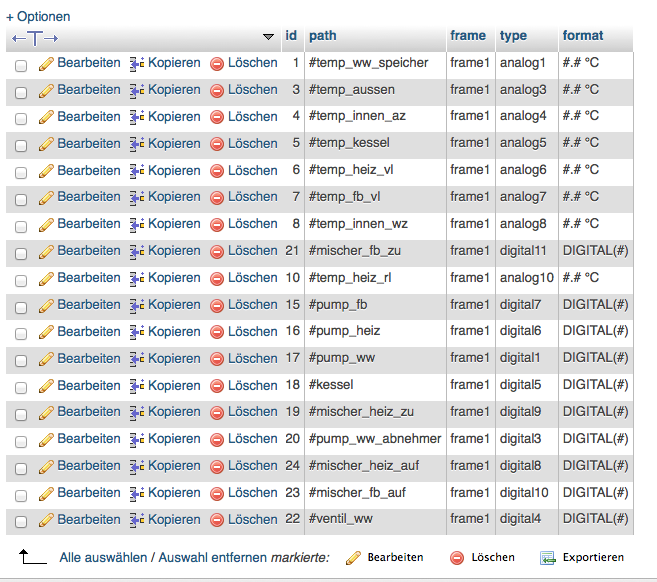 + Optionen
←T→ id path frame type format
Bearbeiten Kopieren Löschen 1 #temp_ww_speicher frame1 analog1 #.# °C
Bearbeiten Kopieren Löschen 3 #temp_aussen frame1 analog3 #.# °C
Bearbeiten Kopieren Löschen 4 #temp_innen_az frame1 analog4 #.# °C
Bearbeiten Kopieren Löschen 5 #temp_kessel frame1 analog5 #.# °C
Bearbeiten Kopieren Löschen 6 #temp_heiz_vl frame1 analog6 #.# °C
Bearbeiten Kopieren Löschen 7 #temp_fb_vl frame1 analog7 #.# °C
Bearbeiten Kopieren Löschen 8 #temp_innen_wz frame1 analog8 #.# °C
Bearbeiten Kopieren Löschen 21 #mischer_fb_zu frame1 digital11 DIGITAL(#)
Bearbeiten Kopieren Löschen 10 #temp_heiz_rl frame1 analog10 #.# °C
Bearbeiten Kopieren Löschen 15 #pump_fb frame1 digital7 DIGITAL(#)
Bearbeiten Kopieren Löschen 16 #pump_heiz frame1 digital6 DIGITAL(#)
Bearbeiten Kopieren Löschen 17 #pump_ww frame1 digital1 DIGITAL(#)
Bearbeiten Kopieren Löschen 18 #kessel frame1 digital5 DIGITAL(#)
Bearbeiten Kopieren Löschen 19 #mischer_heiz_zu frame1 digital9 DIGITAL(#)
Bearbeiten Kopieren Löschen 20 #pump_ww_abnehmer frame1 digital3 DIGITAL(#)
Bearbeiten Kopieren Löschen 24 #mischer_heiz_auf frame1 digital8 DIGITAL(#)
Bearbeiten Kopieren Löschen 23 #mischer_fb_auf frame1 digital10 DIGITAL(#)
Bearbeiten Kopieren Löschen 22 #ventil_ww frame1 digital4 DIGITAL(#)
Alle auswählen / Auswahl entfernen markierte: Bearbeiten Löschen Exportieren